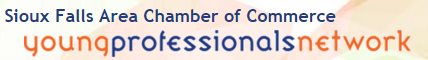 Sioux Falls Area Chamber of Commerce
youngprofessionalsnetwork